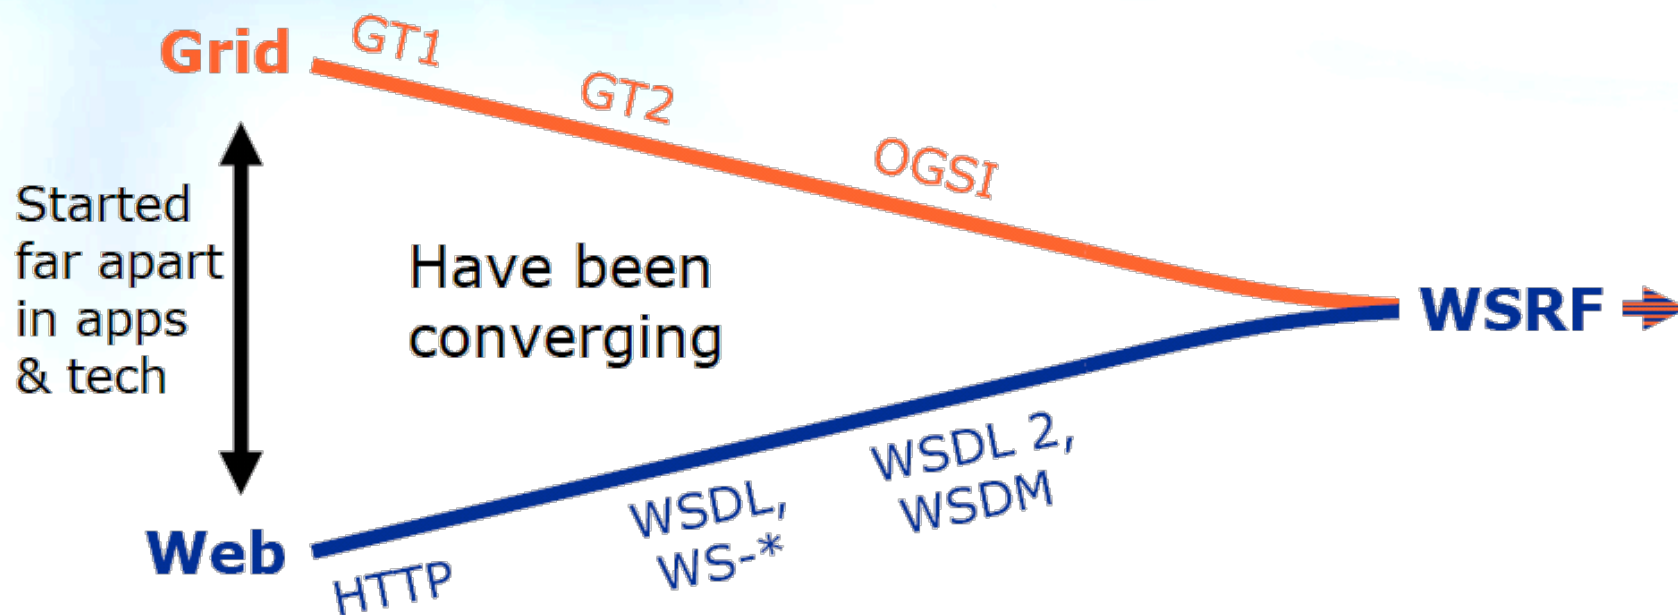 Grid
GT1
GT2
OGSI
Started
far apart
in apps
& tech
Have been
converging
WSRF
Web
HTTP
WSDL,
WS-*
WSDL 2,
WSDM